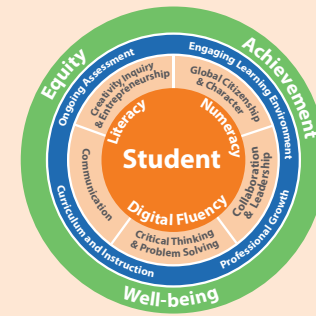 Equity
Achievement
Well-being
Ongoing Assessment
Engaging Learning Environment
Curriculum and Instruction
Professional Growth
Creativity Inquiry
& Entrepreneurship
Global Citizenship
& Character
Communication
Collaboration
& Leadership
Critical Thinking
& Problem Solving
Literacy
Numeracy
Student
Digital Fluency